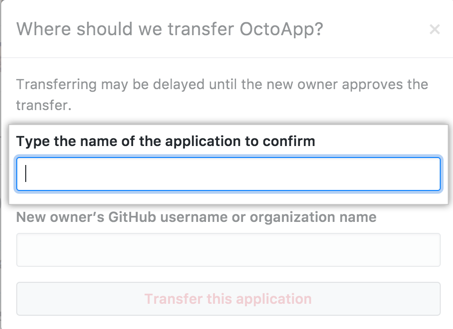 Where should we transfer OctoApp?
×
Transferring may be delayed until the new owner approves the
transfer.
Type the name of the application to confirm
New owner’s GitHub username or organization name
Transfer this application